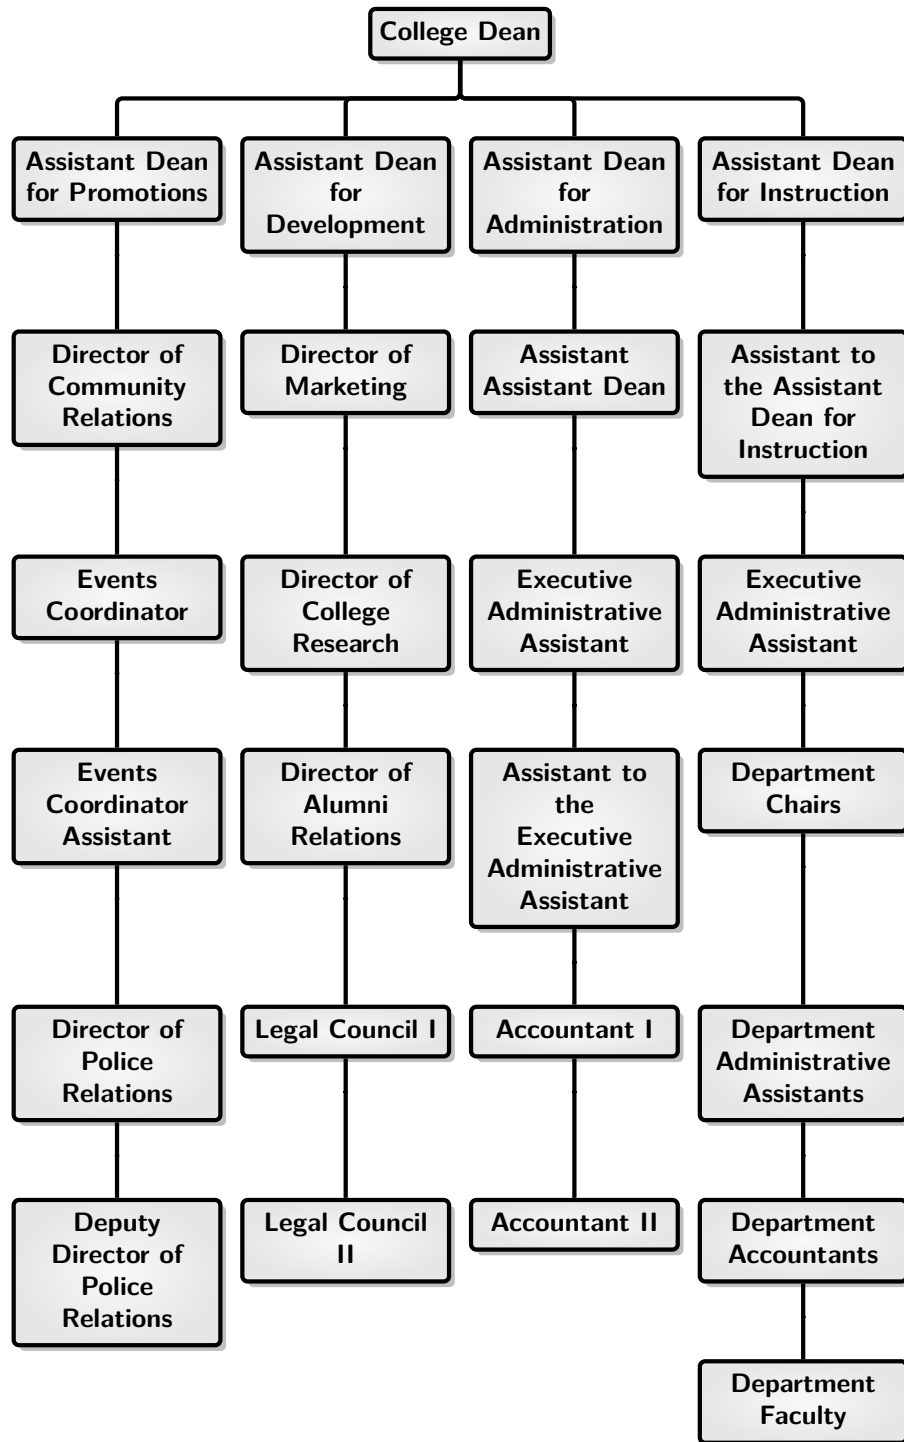 College Dean
Assistant Dean
for Promotions
Assistant Dean
for
Development
Assistant Dean
for
Administration
Assistant Dean
for Instruction
Director of
Community
Relations
Director of
Marketing
Assistant
Assistant Dean
Assistant to
the Assistant
Dean for
Instruction
Events
Coordinator
Director of
College
Research
Executive
Administrative
Assistant
Executive
Administrative
Assistant
Events
Coordinator
Assistant
Director of
Alumni
Relations
Assistant to
the
Executive
Administrative
Assistant
Department
Chairs
Director of
Police
Relations
Legal Council I
Accountant I
Department
Administrative
Assistants
Deputy
Director of
Police
Relations
Legal Council
II
Accountant II
Department
Accountants
Department
Faculty